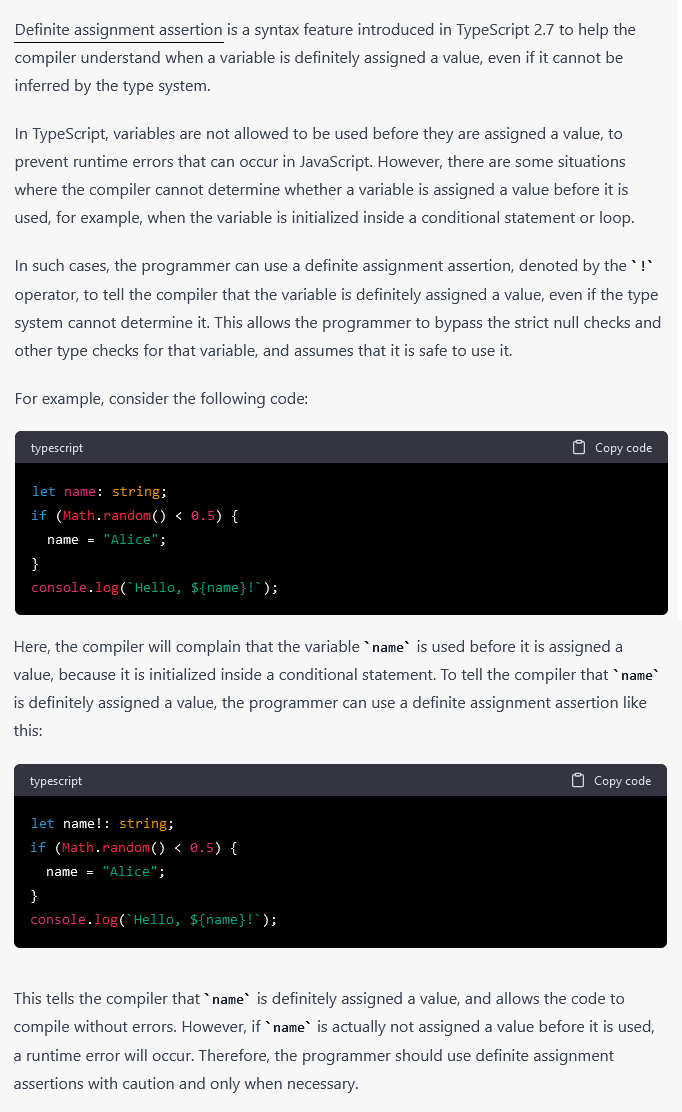 Definite assignment assertion is a syntax feature introduced in TypeScript 2.7 to help the
compiler understand when a variable is definitely assigned a value, even if it cannot be
inferred by the type system.
In TypeScript, variables are not allowed to be used before they are assigned a value, to
prevent runtime errors that can occur in JavaScript. However, there are some situations
where the compiler cannot determine whether a variable is assigned a value before it is
used, for example, when the variable is initialized inside a conditional statement or loop.
In such cases, the programmer can use a definite assignment assertion, denoted by the `!`
operator, to tell the compiler that the variable is definitely assigned a value, even if the type
system cannot determine it. This allows the programmer to bypass the strict null checks and
other type checks for that variable, and assumes that it is safe to use it.
For example, consider the following code:
typescript Copy code
let name: string;
if (Math.random() < 0.5) {
  name = "Alice";
}
console.log(`Hello, ${name}!`);
Here, the compiler will complain that the variable `name` is used before it is assigned a
value, because it is initialized inside a conditional statement. To tell the compiler that `name`
is definitely assigned a value, the programmer can use a definite assignment assertion like
this:
typescript Copy code
let name!: string;
if (Math.random() < 0.5) {
  name = "Alice";
}
console.log(`Hello, ${name}!`);
This tells the compiler that `name` is definitely assigned a value, and allows the code to
compile without errors. However, if `name` is actually not assigned a value before it is used,
a runtime error will occur. Therefore, the programmer should use definite assignment
assertions with caution and only when necessary.